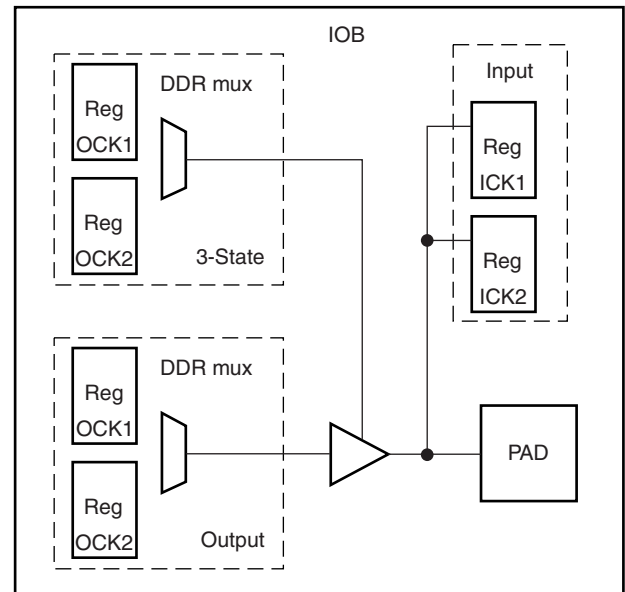 IOB
DDR mux
Reg
OCK1
Reg
OCK2
3-State
Input
Reg
ICK1
Reg
ICK2
DDR mux
Reg
OCK1
Reg
OCK2
Output
PAD